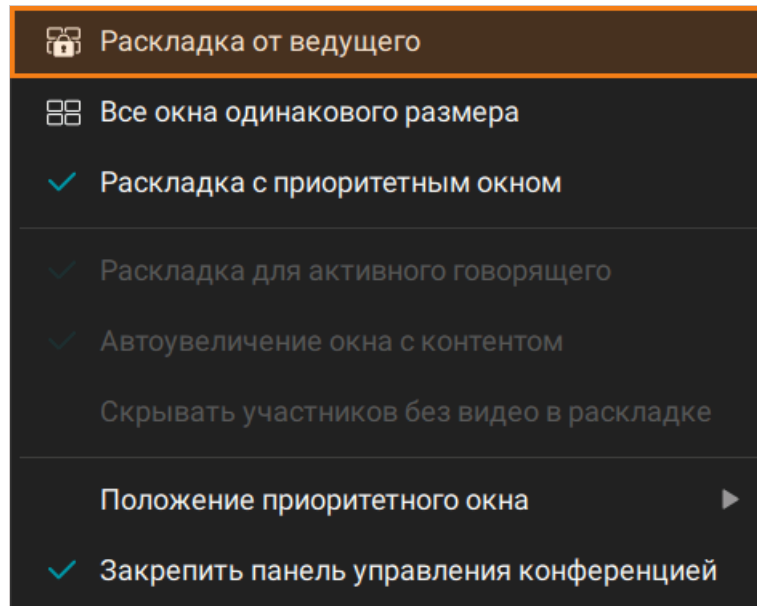 Раскладка от ведущего
Все окна одинакового размера
Раскладка с приоритетным окном
Раскладка для активного говорящего
Автоувеличение окна с контентом
Скрывать участников без видео в раскладке
Положение приоритетного окна
Закрепить панель управления конференцией